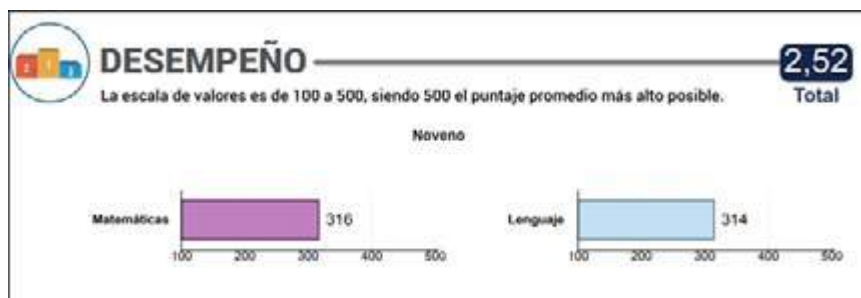 DESEMPEÑO
2,52
Total
La escala de valores es de 100 a 500, siendo 500 el puntaje promedio más alto posible.
Noveno
Matemáticas
316
100 200 300 400 500
Lenguaje
314
100 200 300 400 500